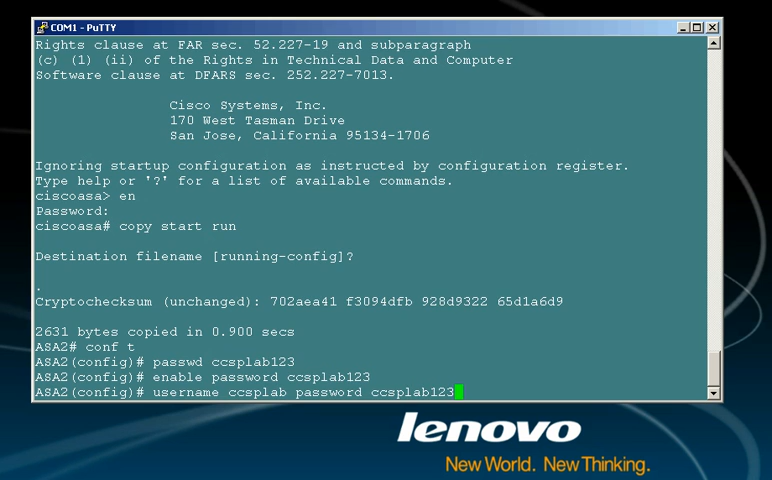 COM1 - PuTTY
Rights clause at FAR sec. 52.227-19 and subparagraph
(c) (1) (ii) of the Rights in Technical Data and Computer
Software clause at DFARS sec. 252.227-7013.
Cisco Systems, Inc.
170 West Tasman Drive
San Jose, California 95134-1706
Ignoring startup configuration as instructed by configuration register.
Type help or '?' for a list of available commands.
ciscoasa> en
Password:
ciscoasa# copy start run
Destination filename [running-config]?
.
Cryptochecksum (unchanged): 702aea41 f3094dfb 928d9322 65d1a6d9
2631 bytes copied in 0.900 secs
ASA2# conf t
ASA2(config)# passwd ccsplab123
ASA2(config)# enable password ccsplab123
ASA2(config)# username ccsplab password ccsplab123
lenovo
New World. New Thinking.